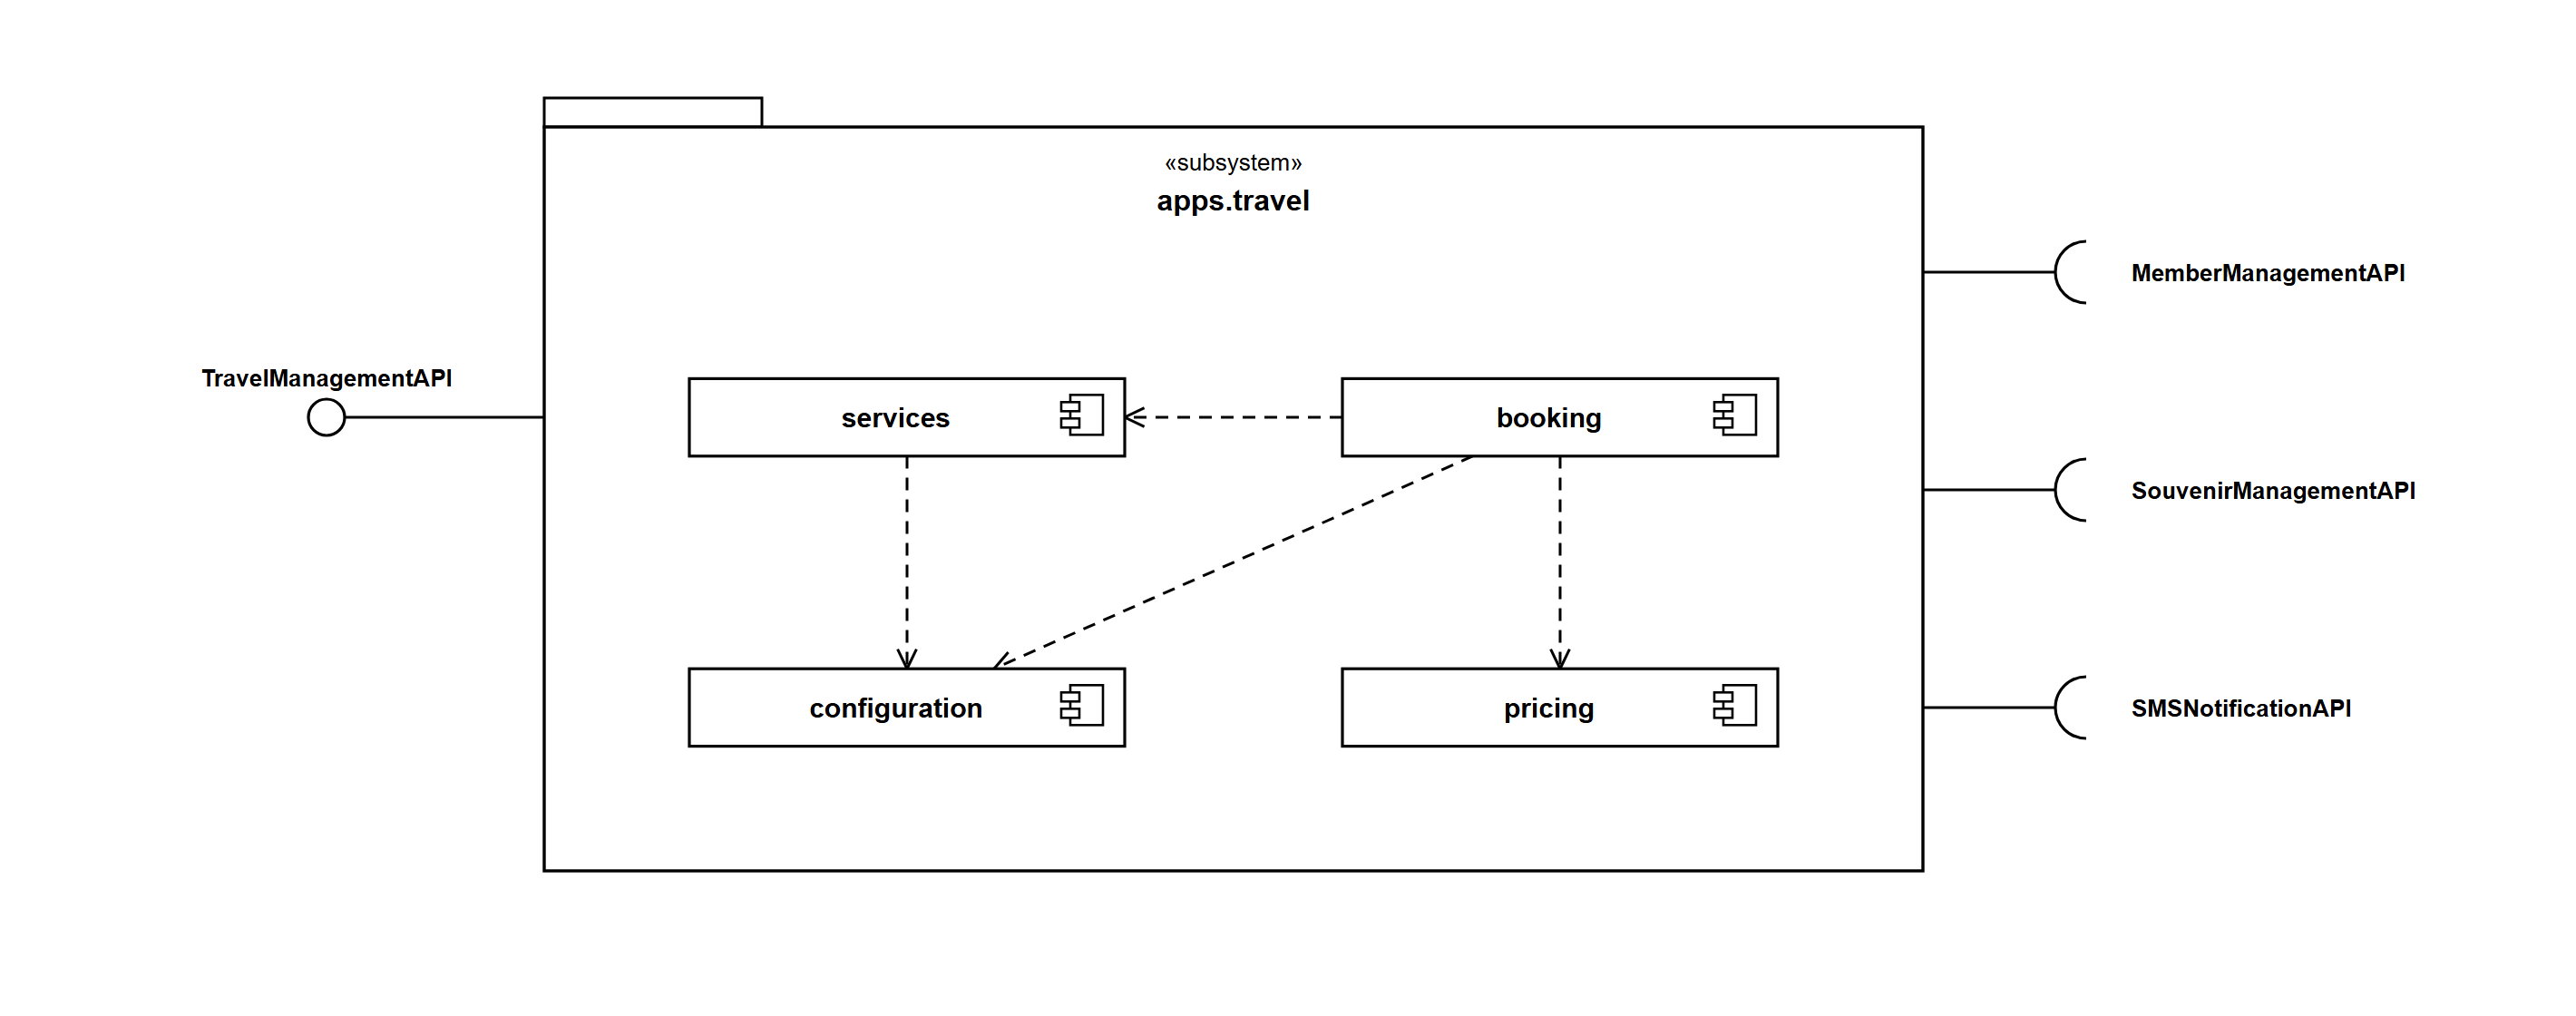 «subsystem»
apps.travel
MemberManagementAPI
TravelManagementAPI
services
booking
SouvenirManagementAPI
configuration
pricing
SMSNotificationAPI